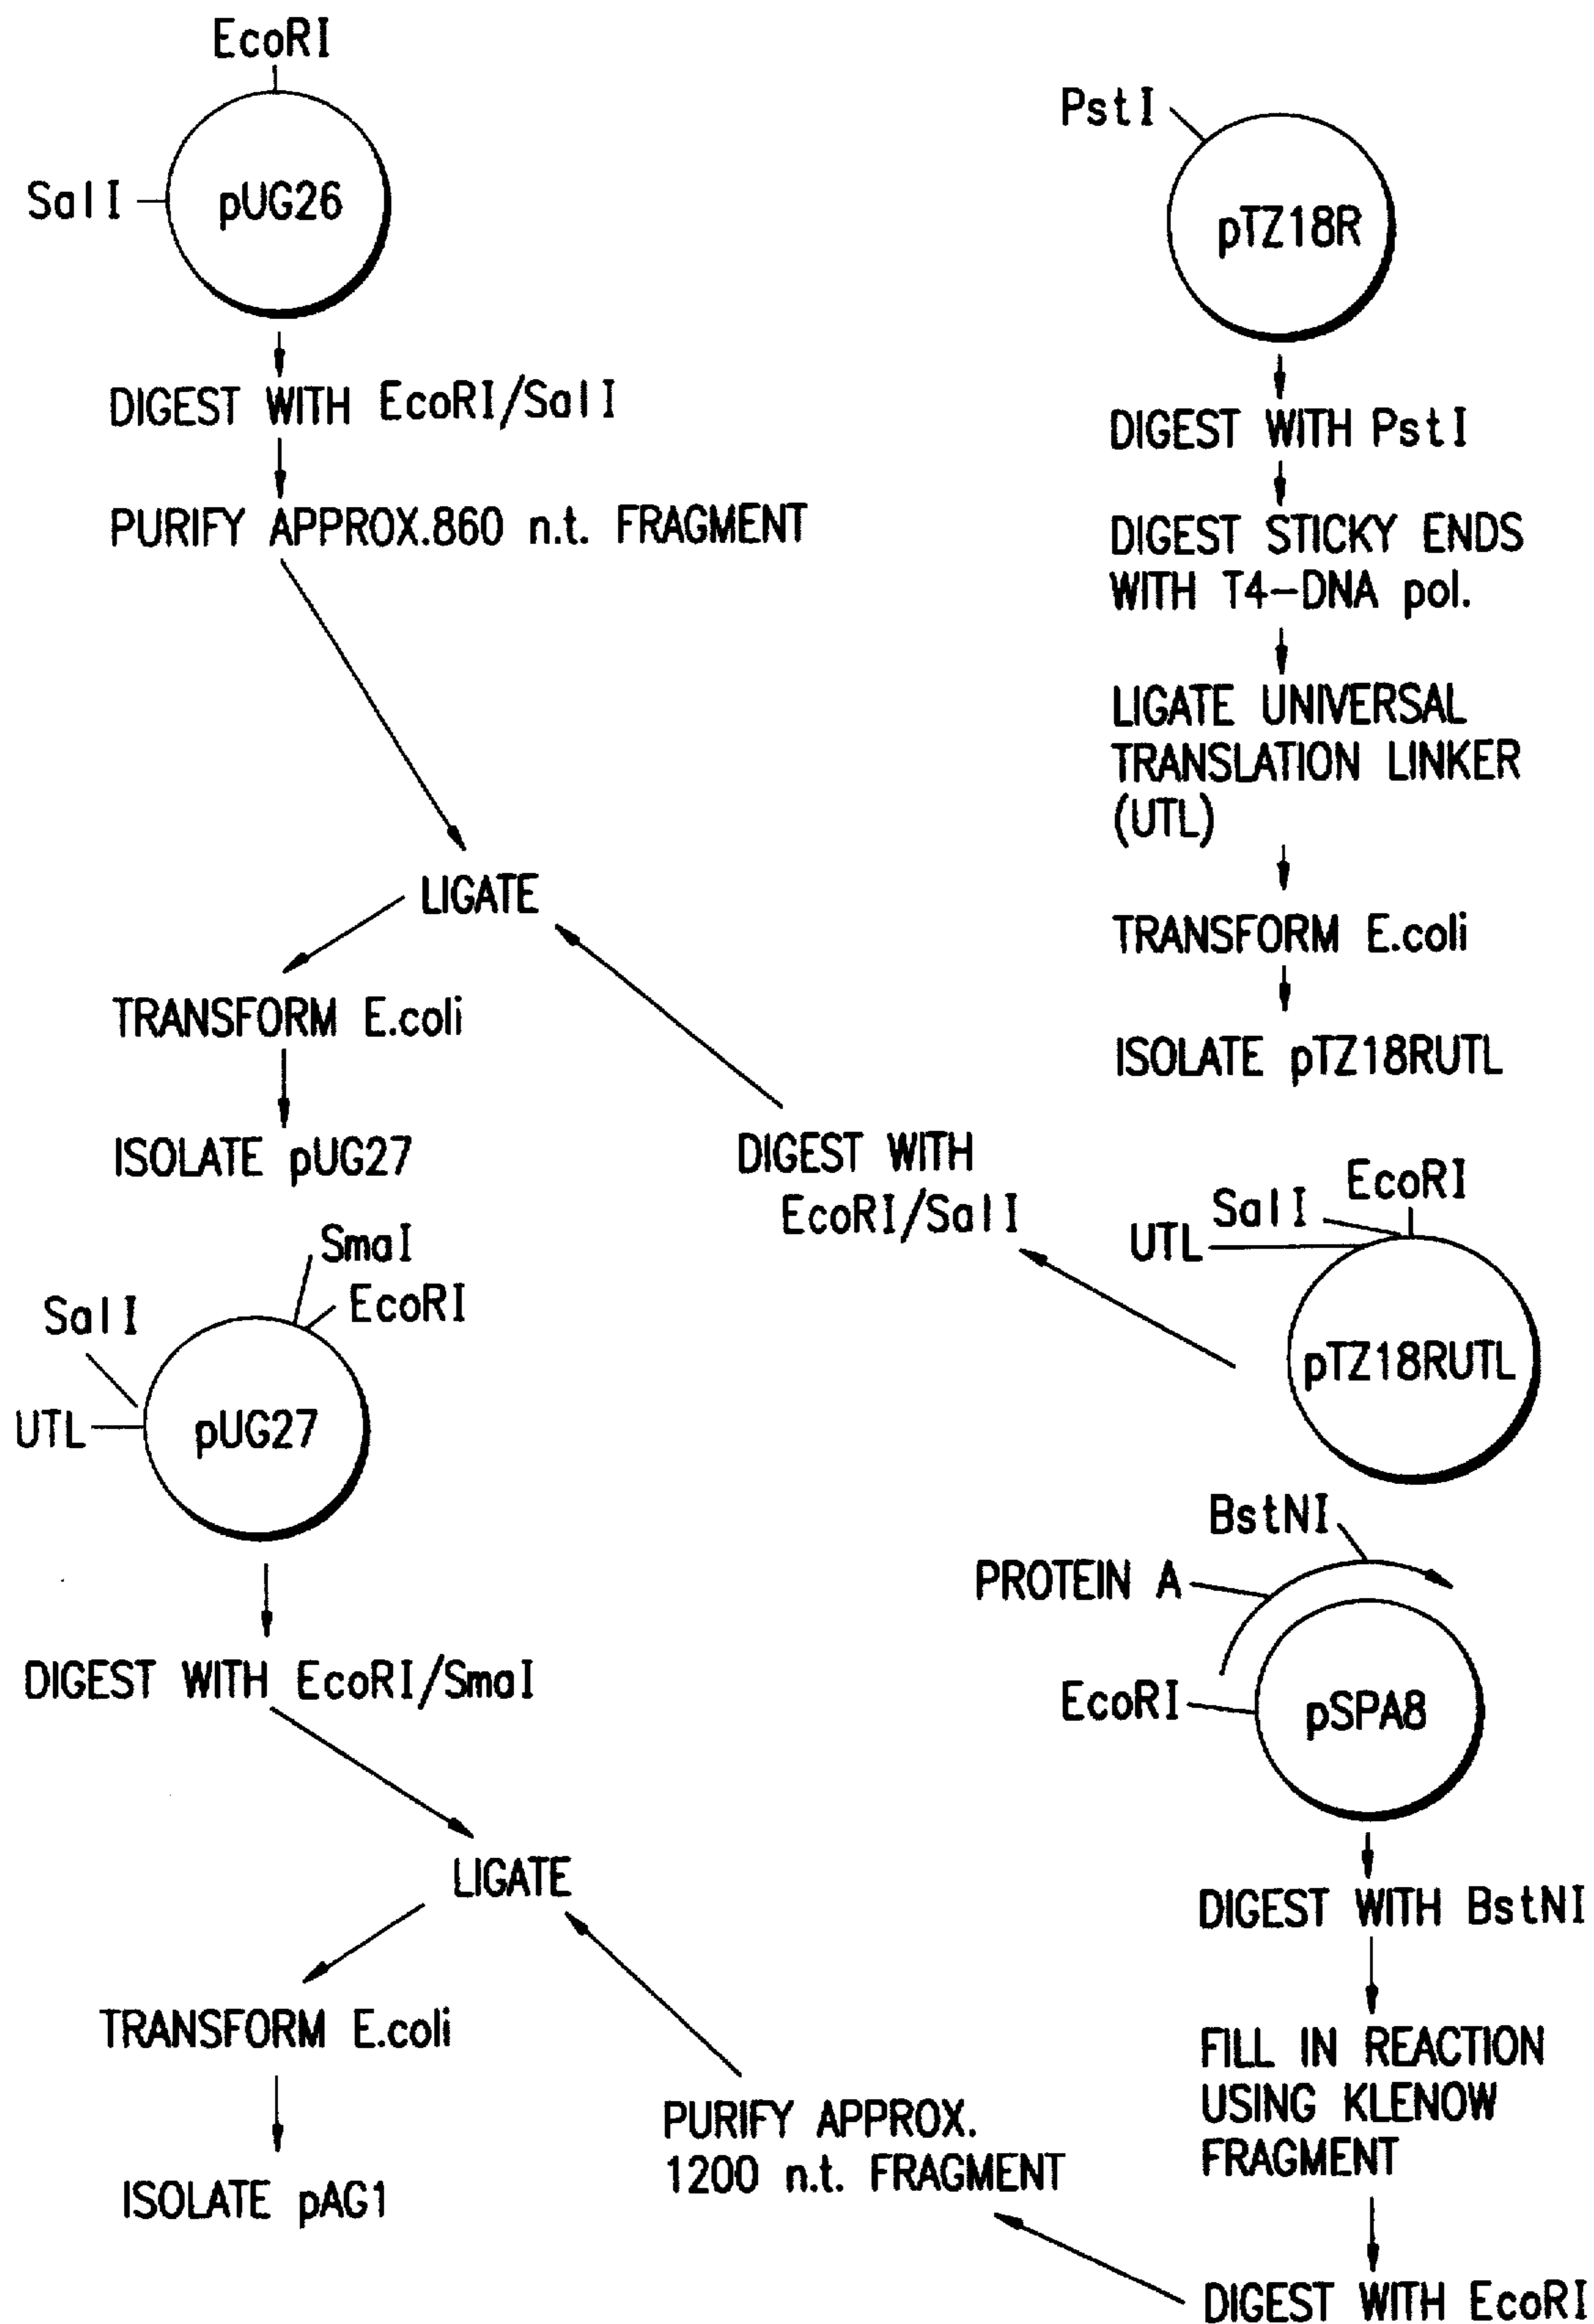 EcoRI
SalI
pUG26
DIGEST WITH EcoRI/SalI
PURIFY APPROX.860 n.t. FRAGMENT
PstI
pTZ18R
DIGEST WITH PstI
DIGEST STICKY ENDS
WITH T4-DNA pol.
LIGATE UNIVERSAL
TRANSLATION LINKER
(UTL)
TRANSFORM E.coli
ISOLATE pTZ18RUTL
EcoRI
SalI
UTL
pTZ18RUTL
DIGEST WITH
EcoRI/SalI
LIGATE
TRANSFORM E.coli
ISOLATE pUG27
SmaI
EcoRI
SalI
UTL
pUG27
DIGEST WITH EcoRI/SmaI
BstNI
PROTEIN A
EcoRI
pSPA8
DIGEST WITH BstNI
FILL IN REACTION
USING KLENOW
FRAGMENT
DIGEST WITH EcoRI
PURIFY APPROX.
1200 n.t. FRAGMENT
LIGATE
TRANSFORM E.coli
ISOLATE pAG1